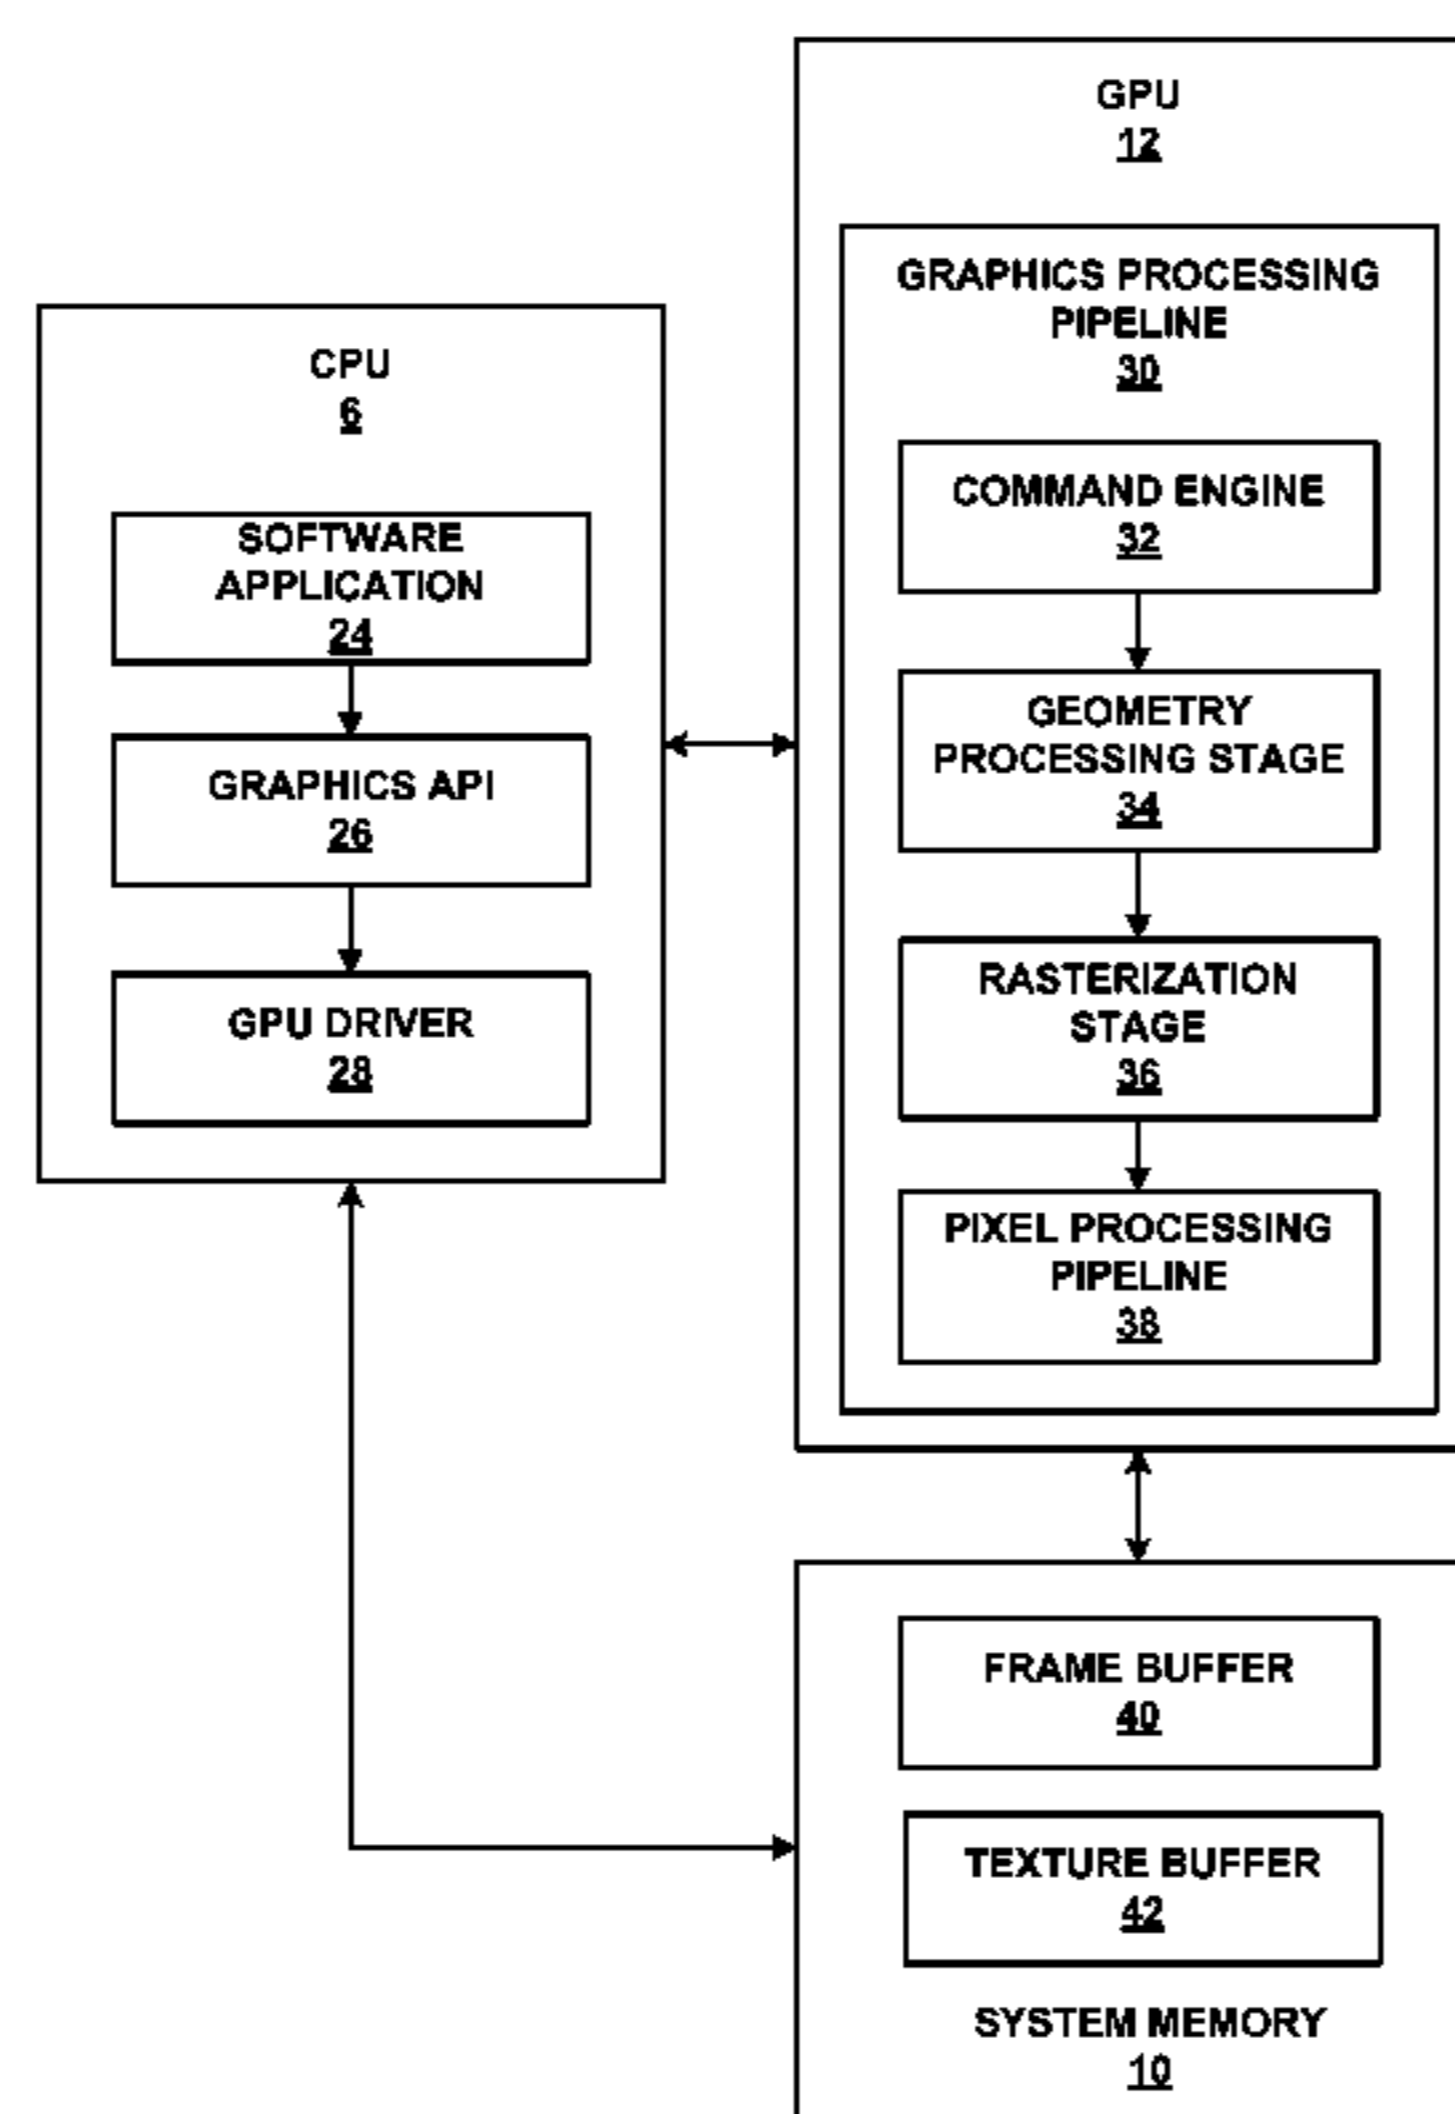 GPU
12
GRAPHICS PROCESSING
PIPELINE
30
CPU
6
COMMAND ENGINE
32
SOFTWARE
APPLICATION
24
GEOMETRY
PROCESSING STAGE
34
GRAPHICS API
26
RASTERIZATION
STAGE
36
GPU DRIVER
28
PIXEL PROCESSING
PIPELINE
38
FRAME BUFFER
40
TEXTURE BUFFER
42
SYSTEM MEMORY
10